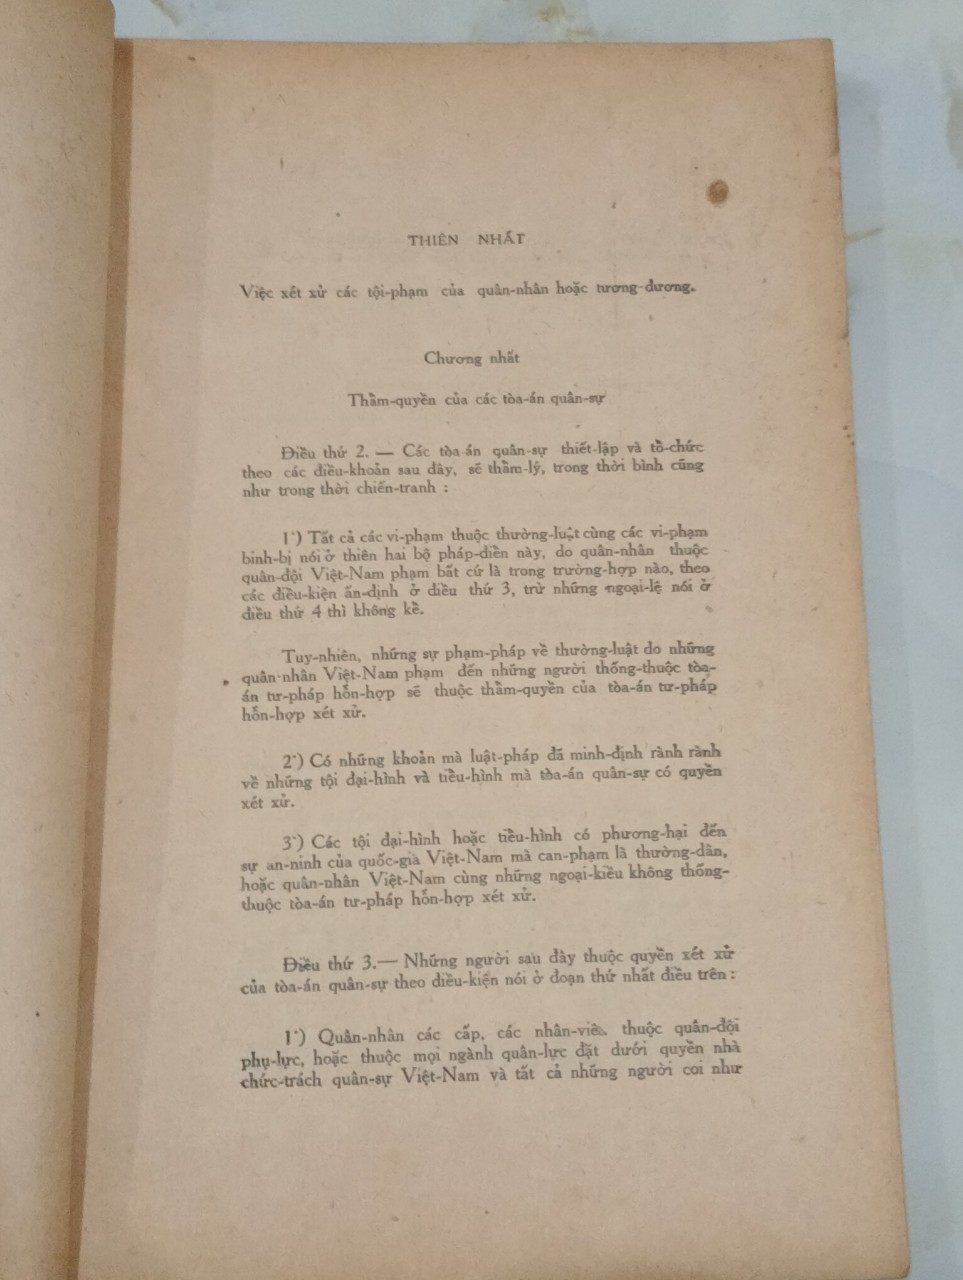 THIÊN NHẤT
Việc xét xử các tội-phạm của quân-nhân hoặc tương-đương.
Chương nhất
Thẩm-quyền của các tòa-án quân-sự
Điều thứ 2. — Các tòa-án quân-sự thiết-lập và tổ-chức
theo các điều-khoản sau đây, sẽ thẩm-lý, trong thời bình cũng
như trong thời chiến-tranh :
1°) Tất cả các vi-phạm thuộc thường-luật cùng các vi-phạm
binh-bị nói ở thiên hai bộ pháp-điển này, do quân-nhân thuộc
quân-đội Việt-Nam phạm bất cứ là trong trường-hợp nào, theo
các điều-kiện ấn-định ở điều thứ 3, trừ những ngoại-lệ nói ở
điều thứ 4 thì không kể.
Tuy-nhiên, những sự phạm-pháp về thường-luật do những
quân-nhân Việt-Nam phạm đến những người thống-thuộc tòa-
án tư-pháp hỗn-hợp sẽ thuộc thẩm-quyền của tòa-án tư-pháp
hỗn-hợp xét xử.
2°) Có những khoản mà luật-pháp đã minh-định rành rành
về những tội đại-hình và tiểu-hình mà tòa-án quân-sự có quyền
xét xử.
3°) Các tội đại-hình hoặc tiểu-hình có phương-hại đến
sự an-ninh của quốc-gia Việt-Nam mà can-phạm là thường-dân,
hoặc quân-nhân Việt-Nam cùng những ngoại-kiều không thống-
thuộc tòa-án tư-pháp hỗn-hợp xét xử.
Điều thứ 3.— Những người sau đây thuộc quyền xét xử
của tòa-án quân-sự theo điều-kiện nói ở đoạn thứ nhất điều trên :
1°) Quân-nhân các cấp, các nhân-viên thuộc quân-đội
phụ-lực, hoặc thuộc mọi ngành quân-lực đặt dưới quyền nhà
chức-trách quân-sự Việt-Nam và tất cả những người coi như